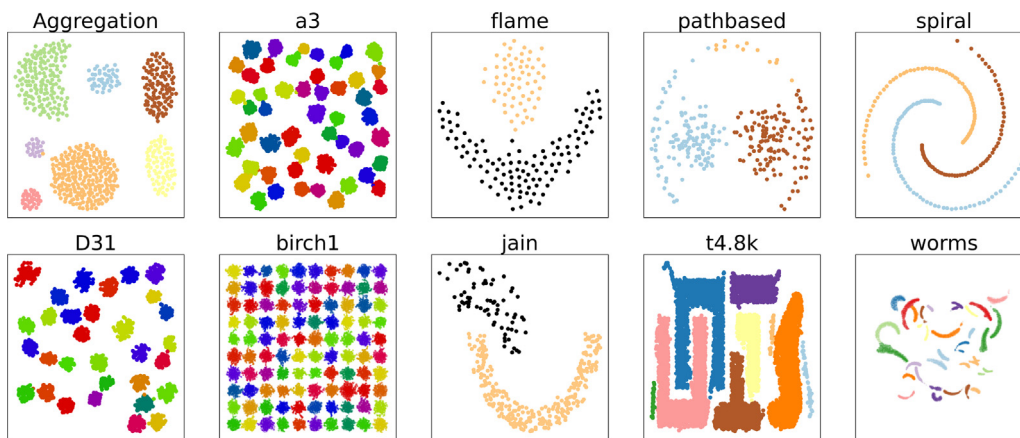 Aggregation
a3
flame
pathbased
spiral
D31
birch1
jain
t4.8k
worms